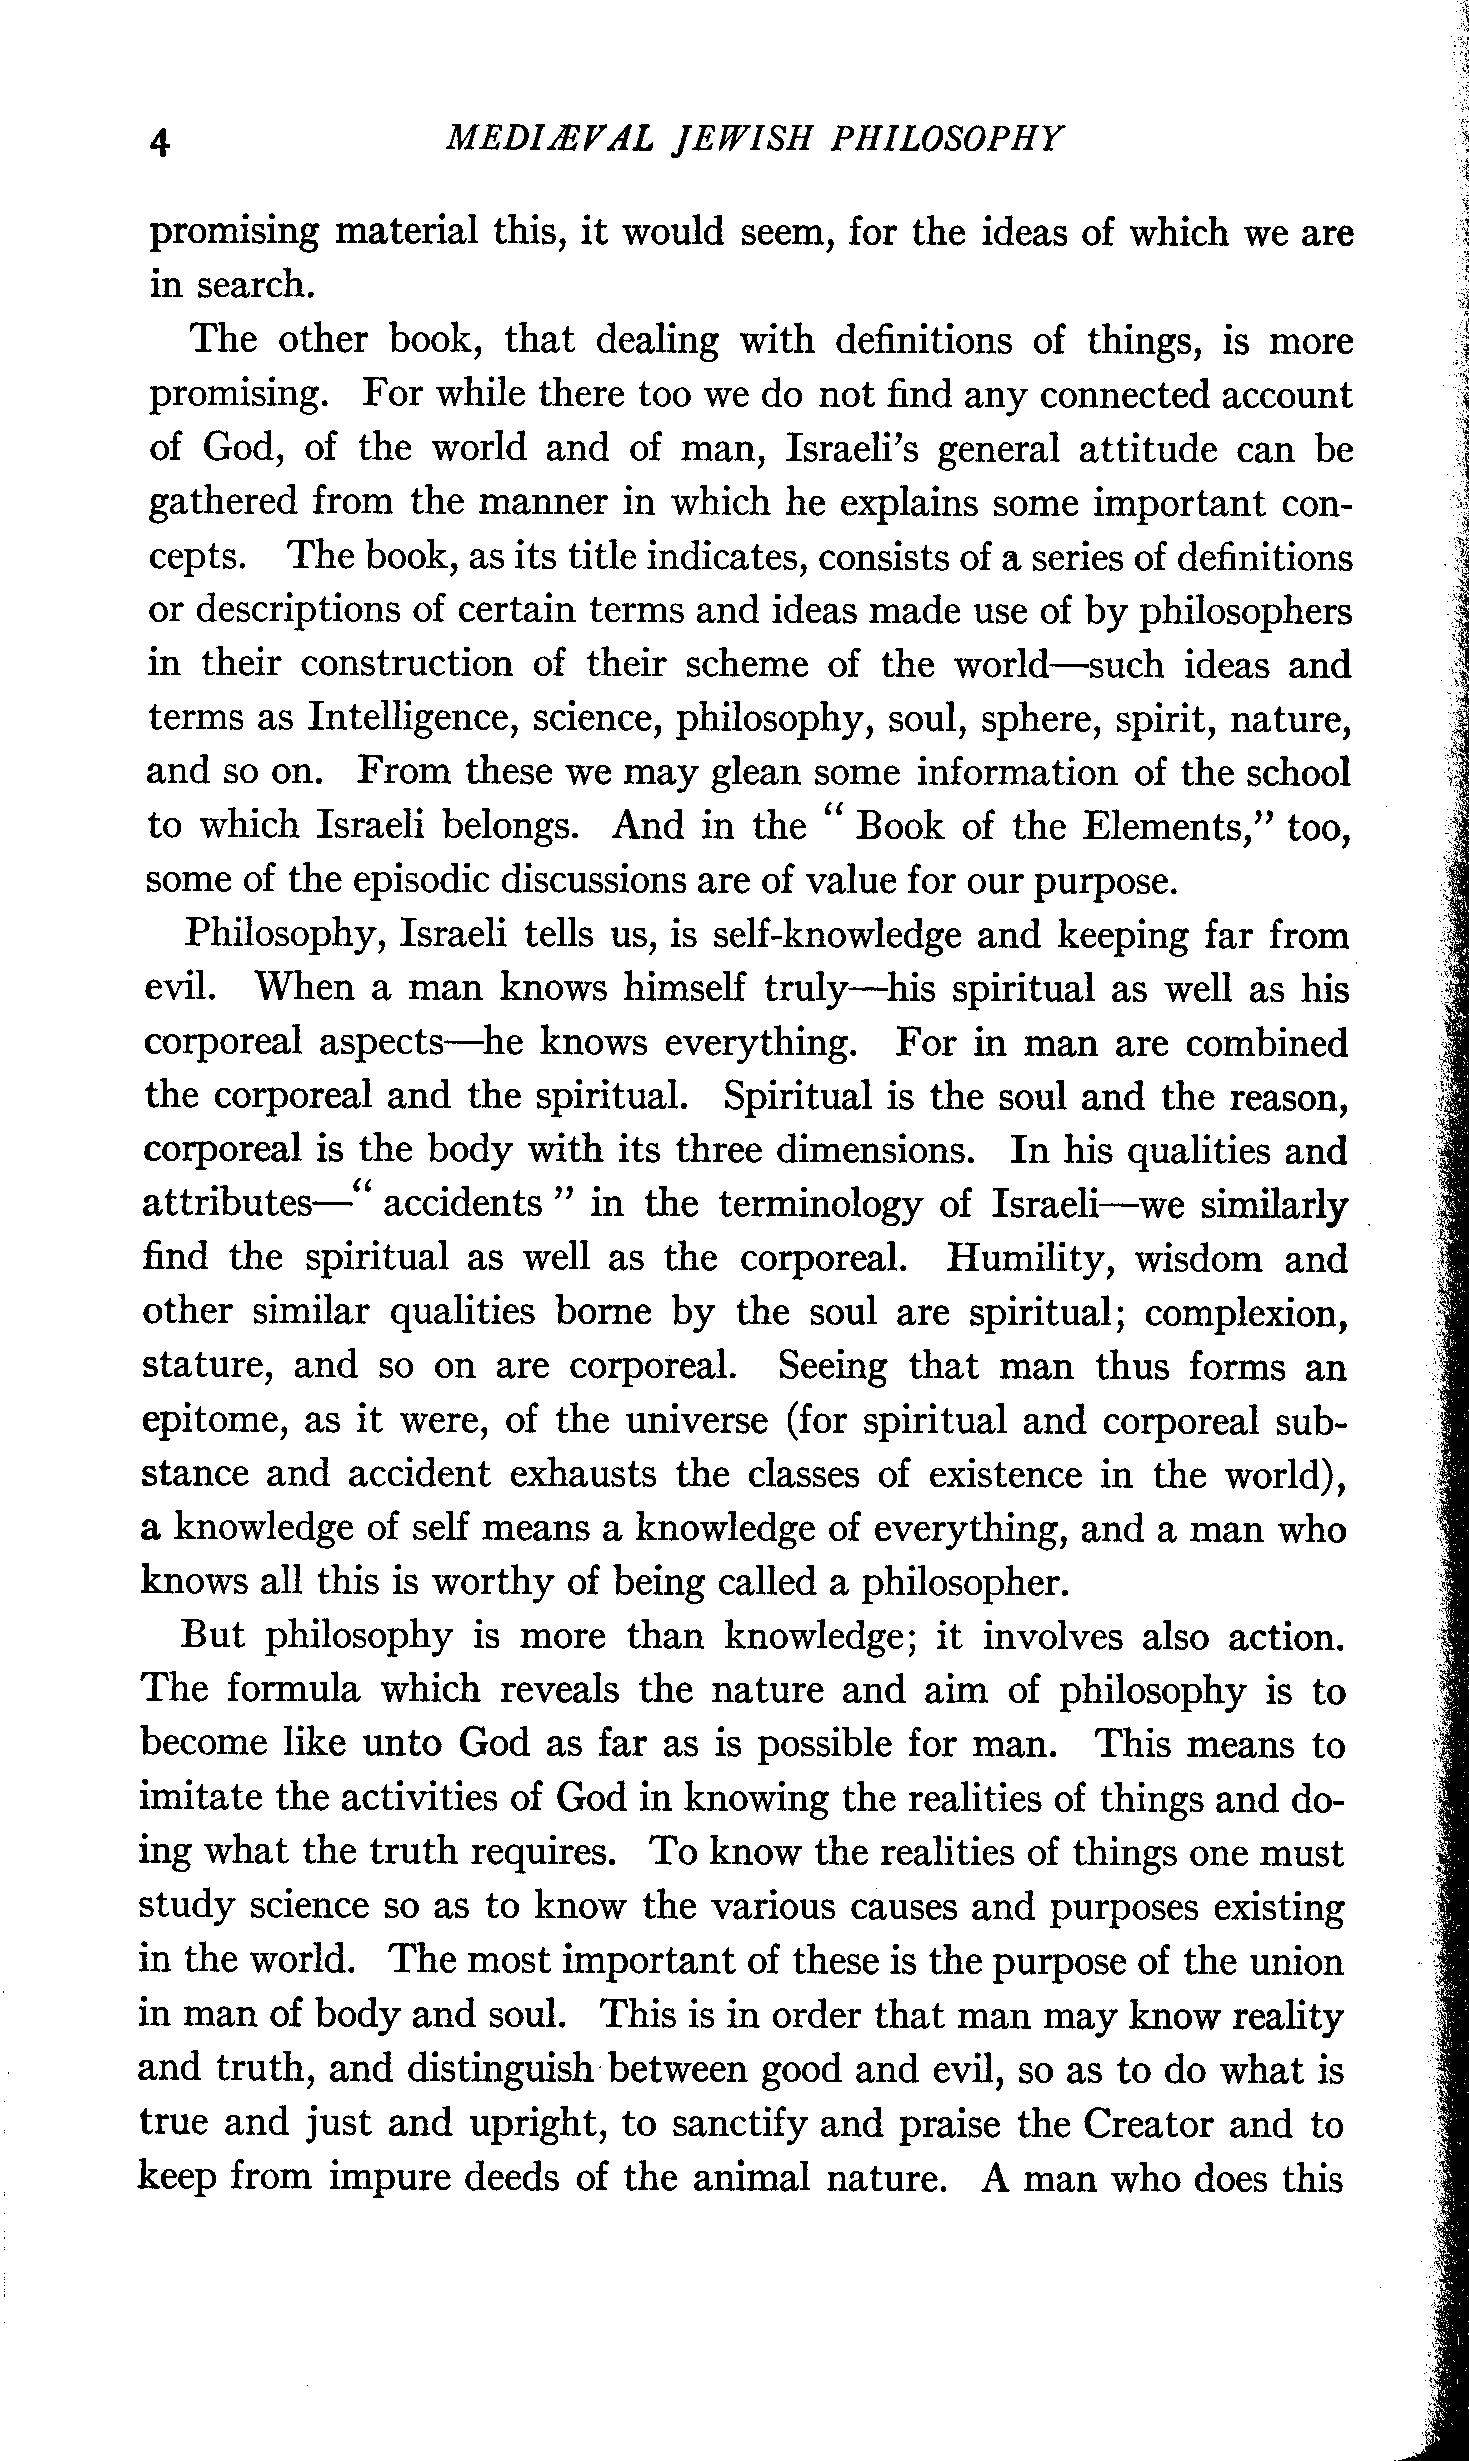 4 MEDIÆVAL JEWISH PHILOSOPHY
promising material this, it would seem, for the ideas of which we are
in search.
The other book, that dealing with definitions of things, is more
promising. For while there too we do not find any connected account
of God, of the world and of man, Israeli's general attitude can be
gathered from the manner in which he explains some important con-
cepts. The book, as its title indicates, consists of a series of definitions
or descriptions of certain terms and ideas made use of by philosophers
in their construction of their scheme of the world—such ideas and
terms as Intelligence, science, philosophy, soul, sphere, spirit, nature,
and so on. From these we may glean some information of the school
to which Israeli belongs. And in the “ Book of the Elements,” too,
some of the episodic discussions are of value for our purpose.
Philosophy, Israeli tells us, is self-knowledge and keeping far from
evil. When a man knows himself truly—his spiritual as well as his
corporeal aspects—he knows everything. For in man are combined
the corporeal and the spiritual. Spiritual is the soul and the reason,
corporeal is the body with its three dimensions. In his qualities and
attributes—“ accidents ” in the terminology of Israeli—we similarly
find the spiritual as well as the corporeal. Humility, wisdom and
other similar qualities borne by the soul are spiritual; complexion,
stature, and so on are corporeal. Seeing that man thus forms an
epitome, as it were, of the universe (for spiritual and corporeal sub-
stance and accident exhausts the classes of existence in the world),
a knowledge of self means a knowledge of everything, and a man who
knows all this is worthy of being called a philosopher.
But philosophy is more than knowledge; it involves also action.
The formula which reveals the nature and aim of philosophy is to
become like unto God as far as is possible for man. This means to
imitate the activities of God in knowing the realities of things and do-
ing what the truth requires. To know the realities of things one must
study science so as to know the various causes and purposes existing
in the world. The most important of these is the purpose of the union
in man of body and soul. This is in order that man may know reality
and truth, and distinguish between good and evil, so as to do what is
true and just and upright, to sanctify and praise the Creator and to
keep from impure deeds of the animal nature. A man who does this